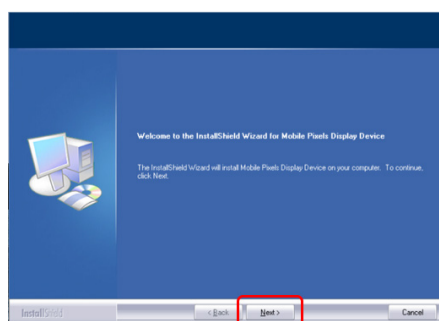 Welcome to the InstallShield Wizard for Mobile Pixels Display Device
The InstallShield Wizard will install Mobile Pixels Display Device on your computer. To continue,
click Next.
InstallShield
< Back
Next >
Cancel